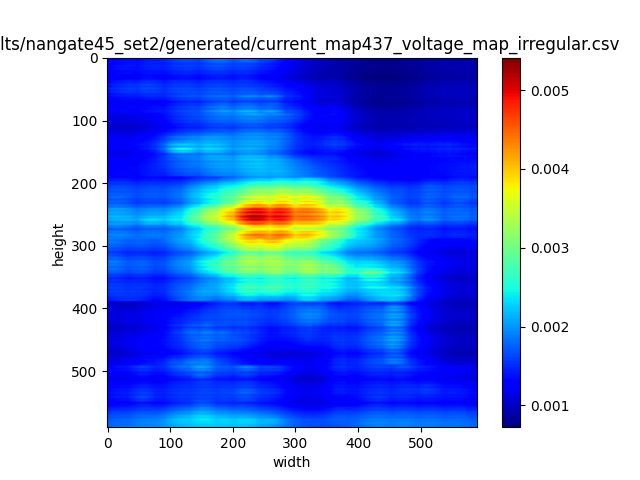 lts/nangate45_set2/generated/current_map437_voltage_map_irregular.csv
0
100
200
300
400
500
height
0 100 200 300 400 500
width
0.005
0.004
0.003
0.002
0.001